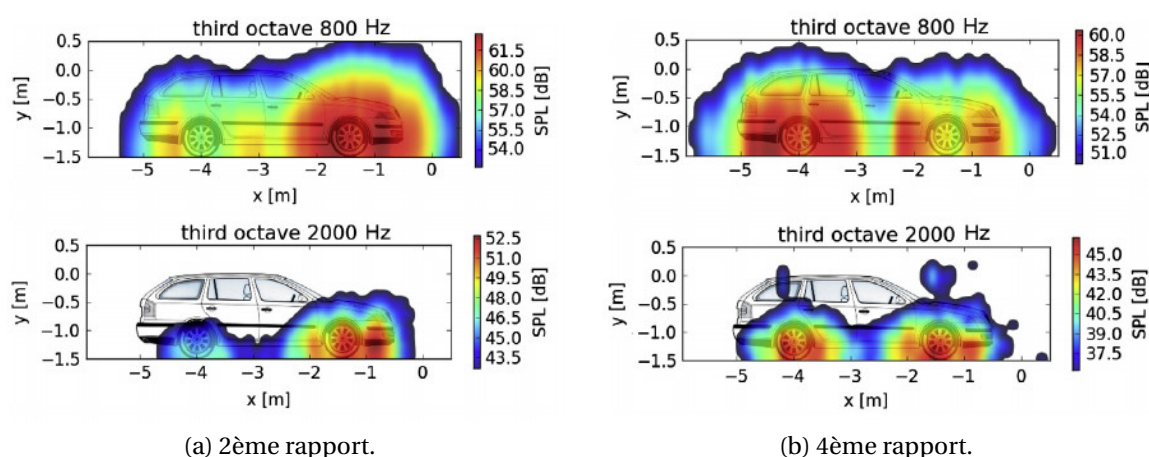 third octave 800 Hz
0.5
0.0
−0.5
−1.0
−1.5
y [m]
−5 −4 −3 −2 −1 0
x [m]
61.5
60.0
58.5
57.0
55.5
54.0
SPL [dB]
third octave 800 Hz
0.5
0.0
−0.5
−1.0
−1.5
y [m]
−5 −4 −3 −2 −1 0
x [m]
60.0
58.5
57.0
55.5
54.0
52.5
51.0
SPL [dB]
third octave 2000 Hz
0.5
0.0
−0.5
−1.0
−1.5
y [m]
−5 −4 −3 −2 −1 0
x [m]
52.5
51.0
49.5
48.0
46.5
45.0
43.5
SPL [dB]
third octave 2000 Hz
0.5
0.0
−0.5
−1.0
−1.5
y [m]
−5 −4 −3 −2 −1 0
x [m]
45.0
43.5
42.0
40.5
39.0
37.5
SPL [dB]
(a) 2ème rapport.
(b) 4ème rapport.